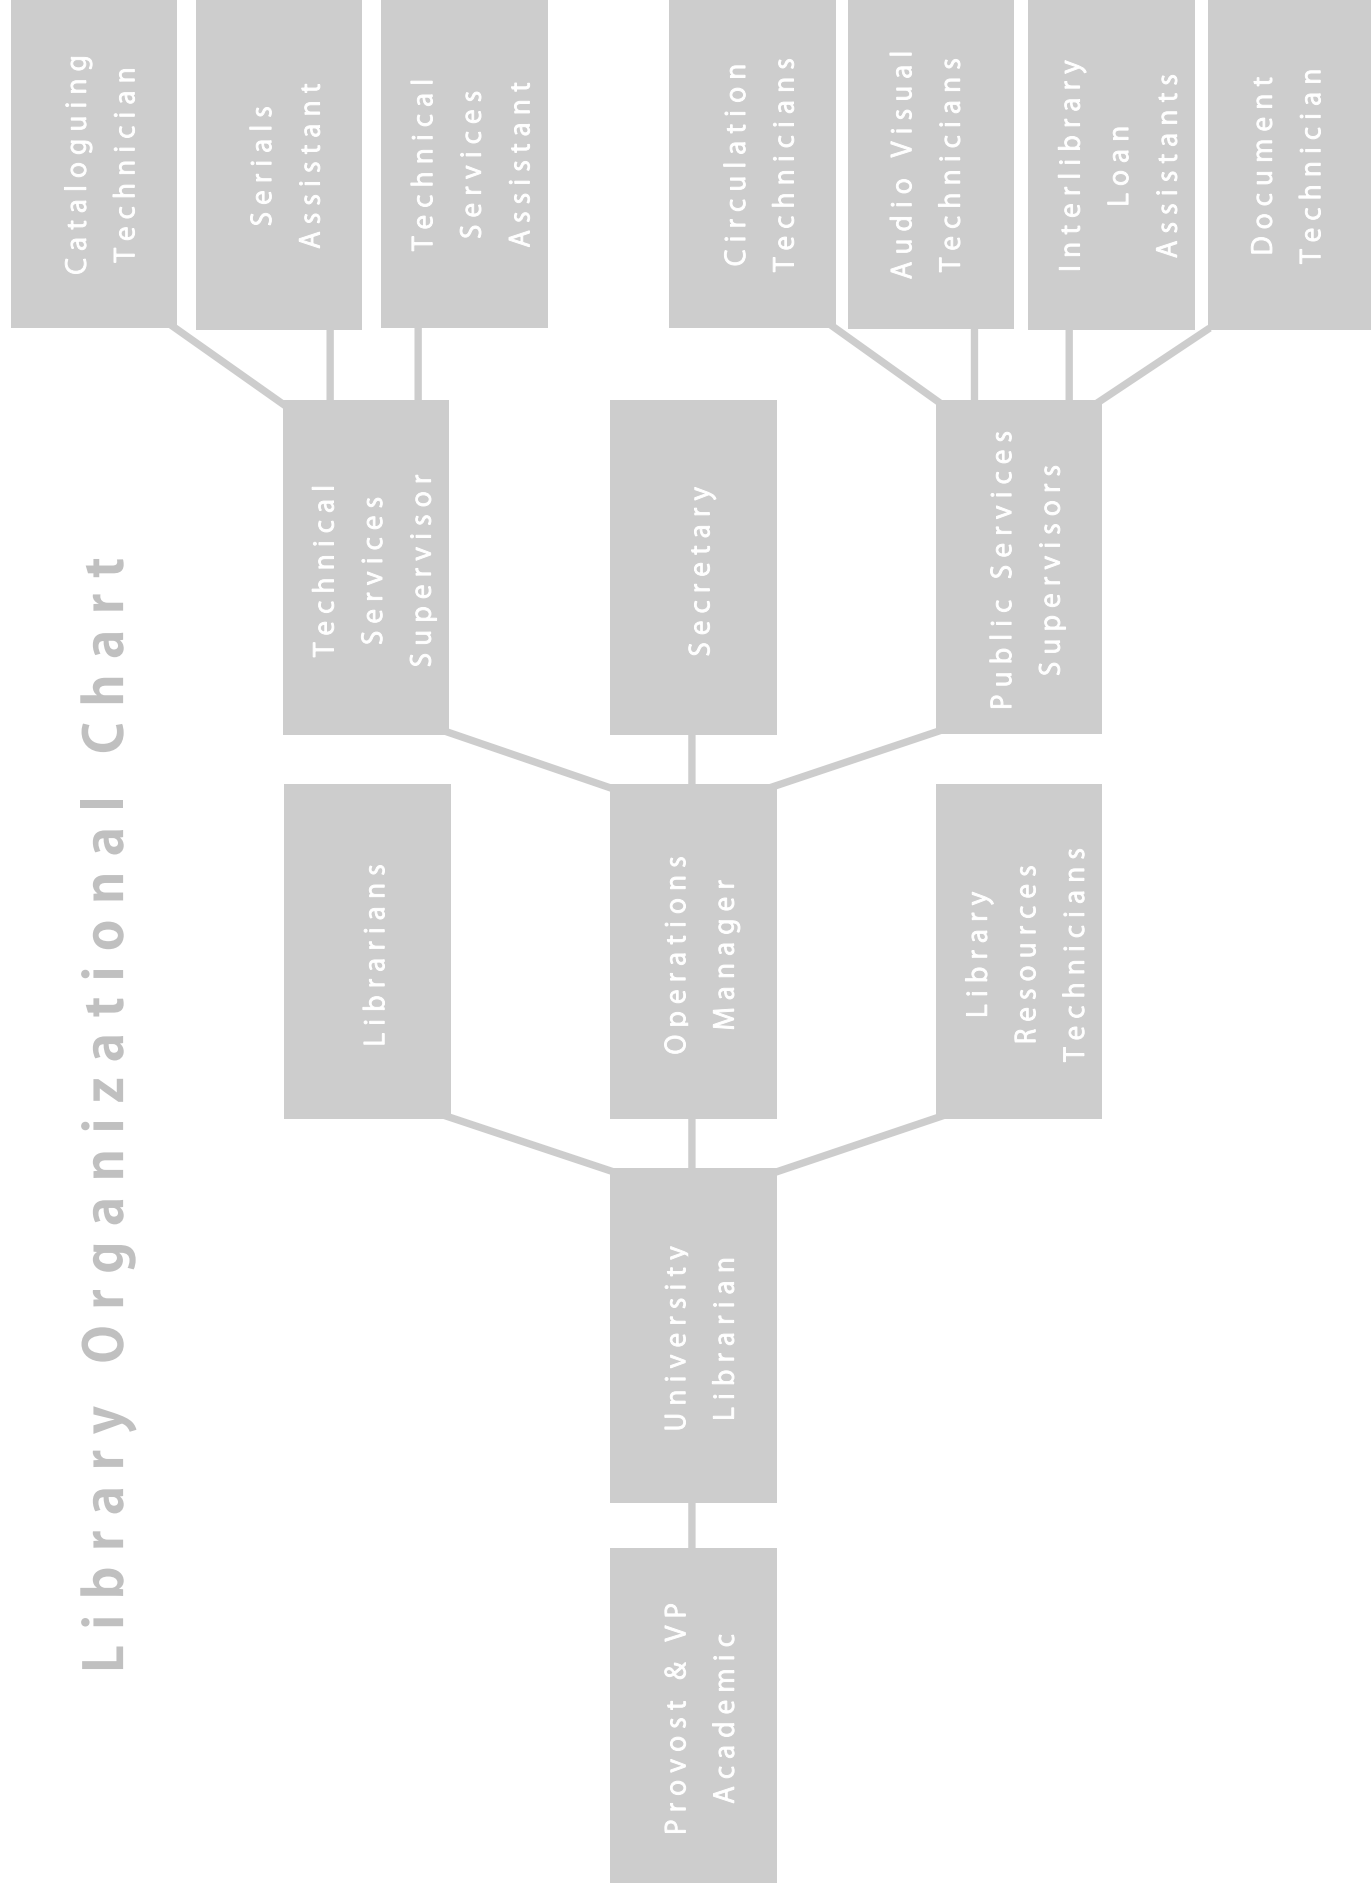 Library Organizational Chart
Provost & VP
Academic
University
Librarian
Librarians
Operations
Manager
Library
Resources
Technicians
Technical
Services
Supervisor
Secretary
Public Services
Supervisors
Cataloguing
Technician
Serials
Assistant
Technical
Services
Assistant
Circulation
Technicians
Audio Visual
Technicians
Interlibrary
Loan
Assistants
Document
Technician